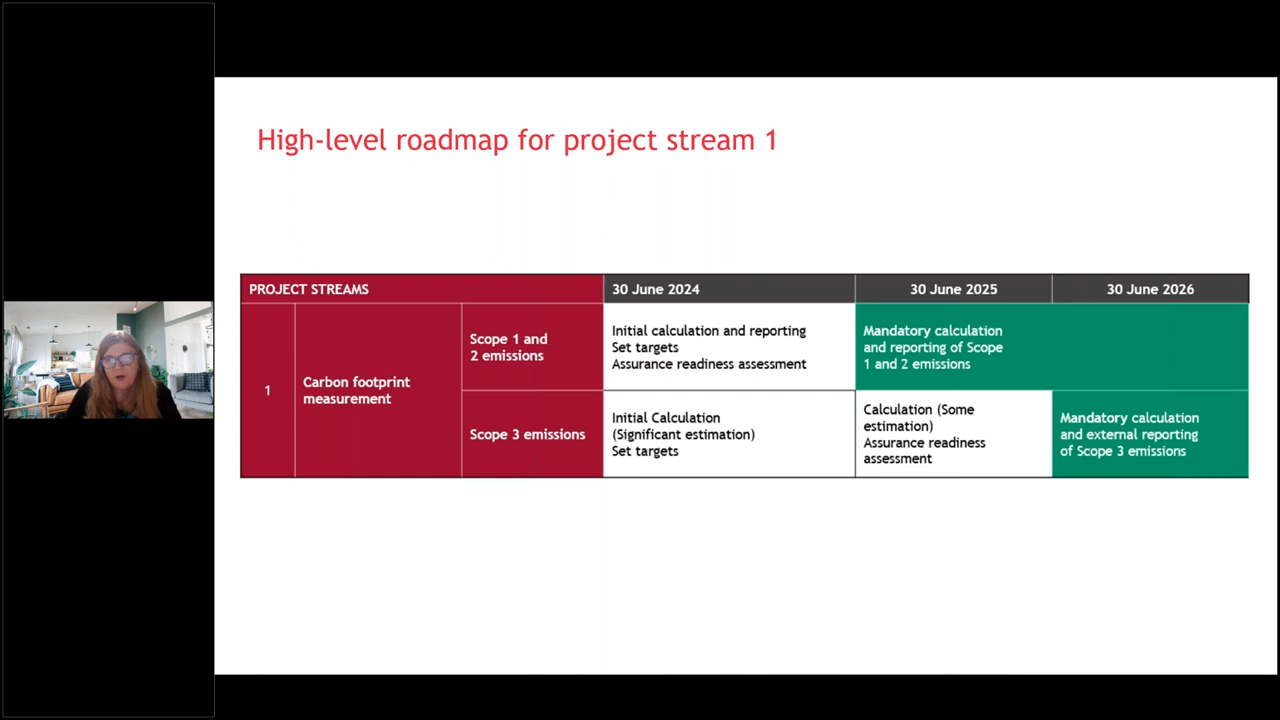 High-level roadmap for project stream 1
PROJECT STREAMS
30 June 2024
30 June 2025
30 June 2026
1
Carbon footprint
measurement
Scope 1 and
2 emissions
Initial calculation and reporting
Set targets
Assurance readiness assessment
Mandatory calculation
and reporting of Scope
1 and 2 emissions
Scope 3 emissions
Initial Calculation
(Significant estimation)
Set targets
Calculation (Some
estimation)
Assurance readiness
assessment
Mandatory calculation
and external reporting
of Scope 3 emissions